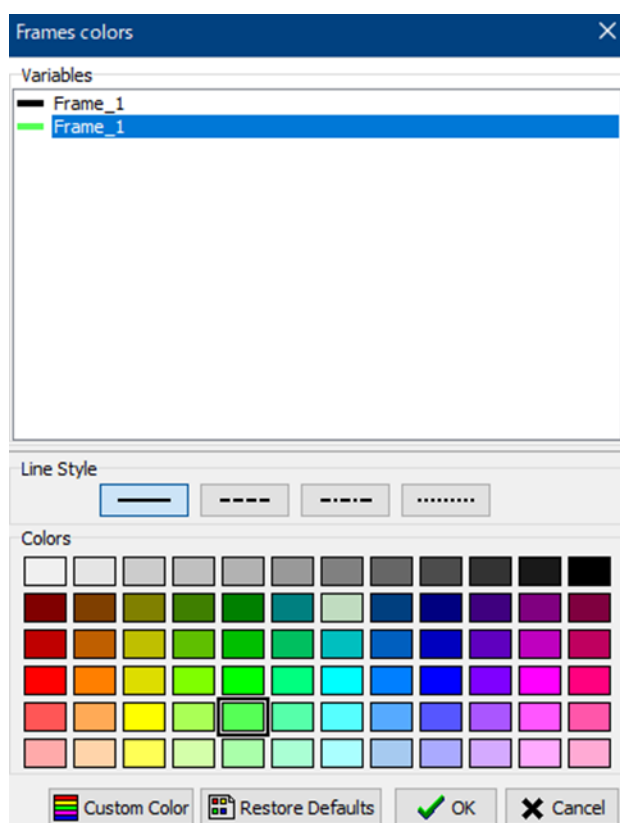 Frames colors
Variables
Frame_1
Frame_1
Line Style
Colors
Custom Color Restore Defaults OK Cancel